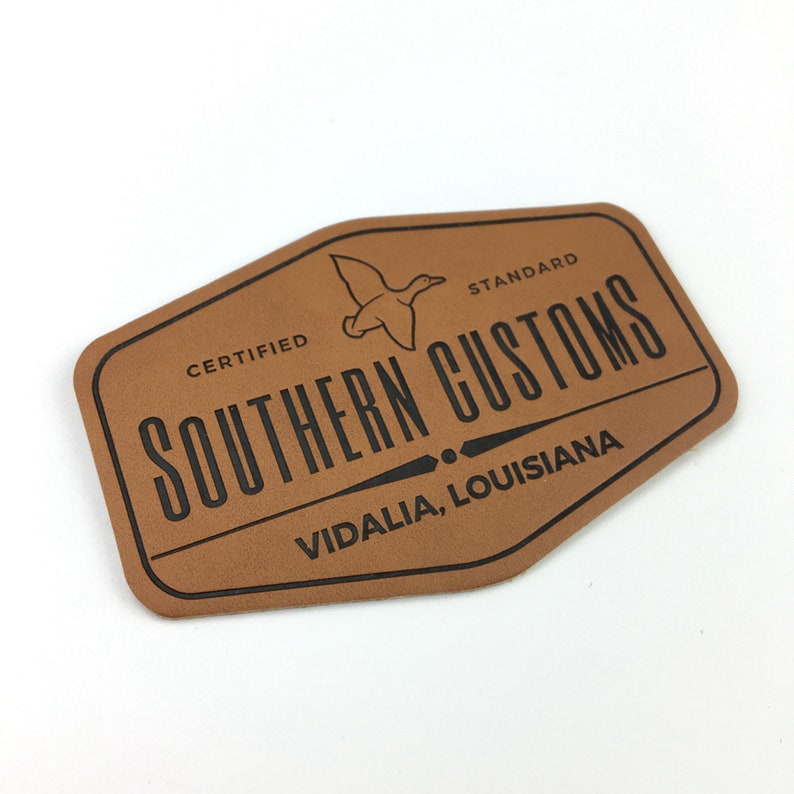 CERTIFIED STANDARD
SOUTHERN CUSTOMS
VIDALIA, LOUISIANA